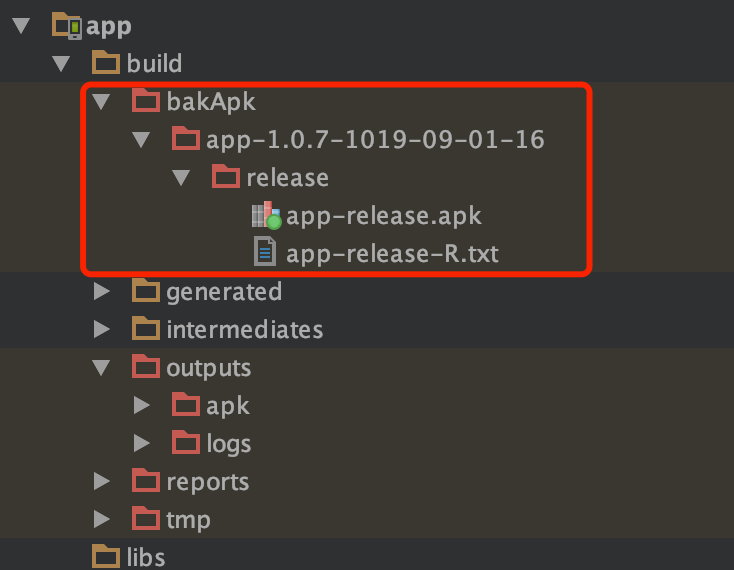 app
build
bakApk
app-1.0.7-1019-09-01-16
release
app-release.apk
app-release-R.txt
generated
intermediates
outputs
apk
logs
reports
tmp
libs